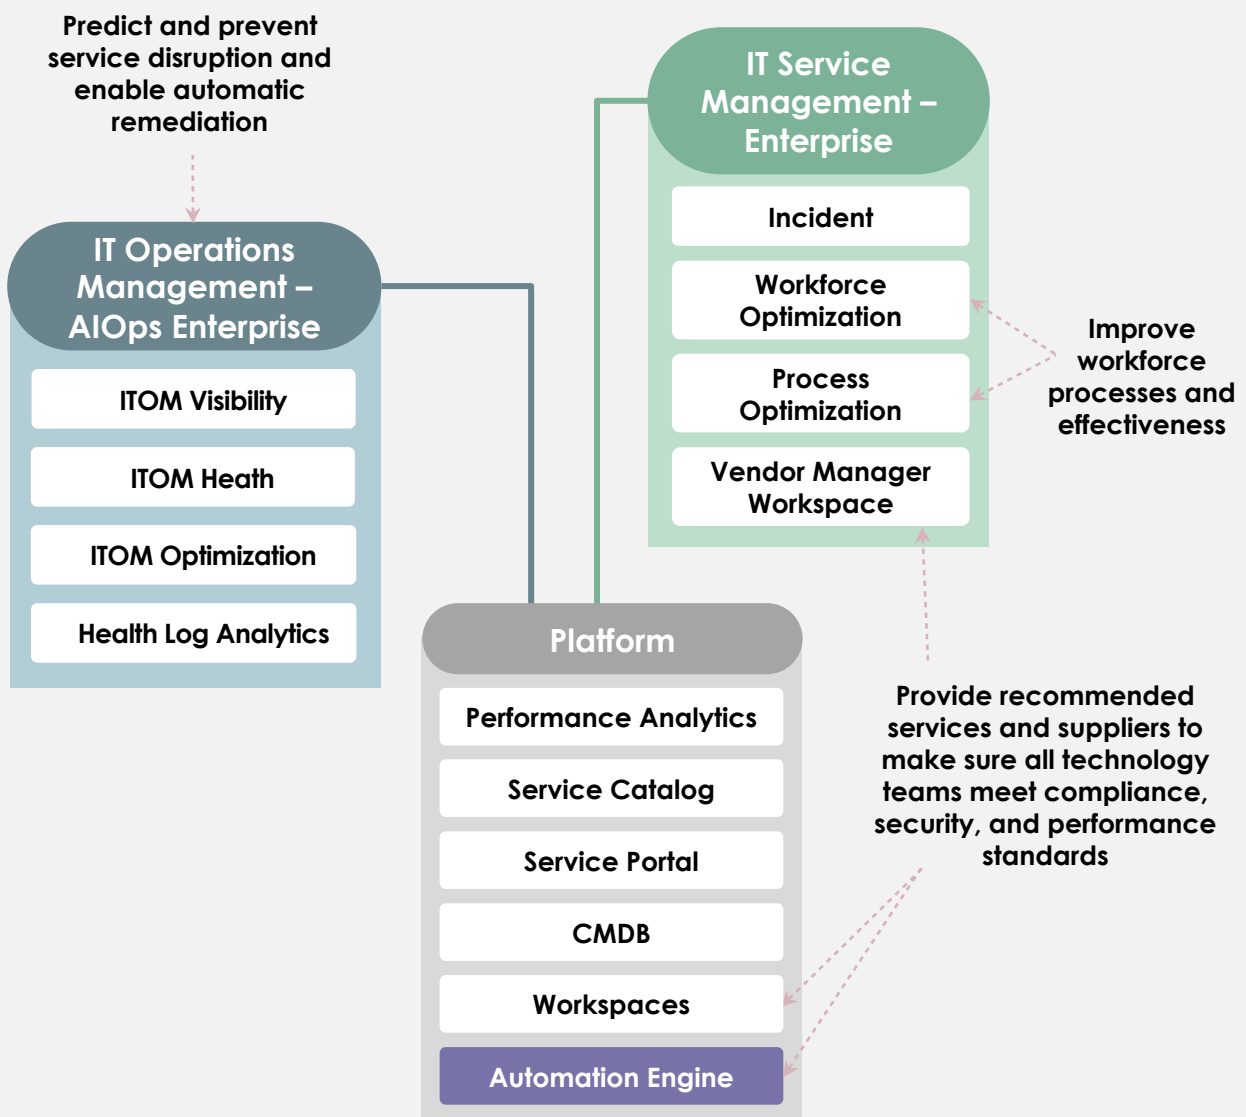 Predict and prevent
service disruption and
enable automatic
remediation
IT Operations
Management –
AIOps Enterprise
ITOM Visibility
ITOM Heath
ITOM Optimization
Health Log Analytics
IT Service
Management –
Enterprise
Incident
Workforce
Optimization
Process
Optimization
Vendor Manager
Workspace
Improve
workforce
processes and
effectiveness
Platform
Performance Analytics
Service Catalog
Service Portal
CMDB
Workspaces
Automation Engine
Provide recommended
services and suppliers to
make sure all technology
teams meet compliance,
security, and performance
standards